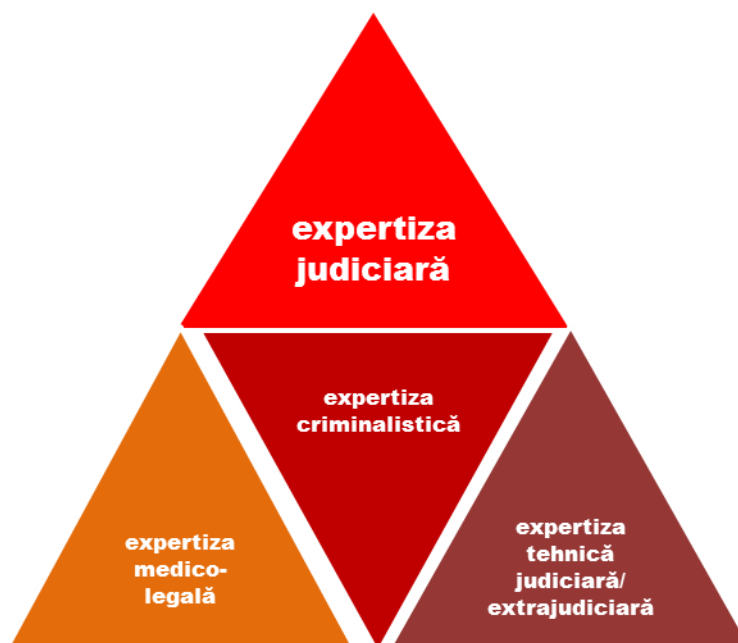 expertiza
judiciară
expertiza
criminalistică
expertiza
medico-
legală
expertiza
tehnică
judiciară/
extrajudiciară